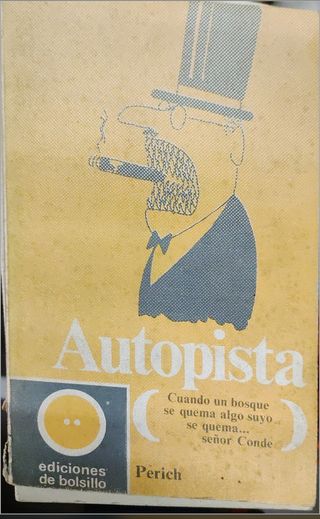 Autopista
(Cuando un bosque
se quema algo suyo
se quema...
señor Conde)
ediciones
de bolsillo
Perich